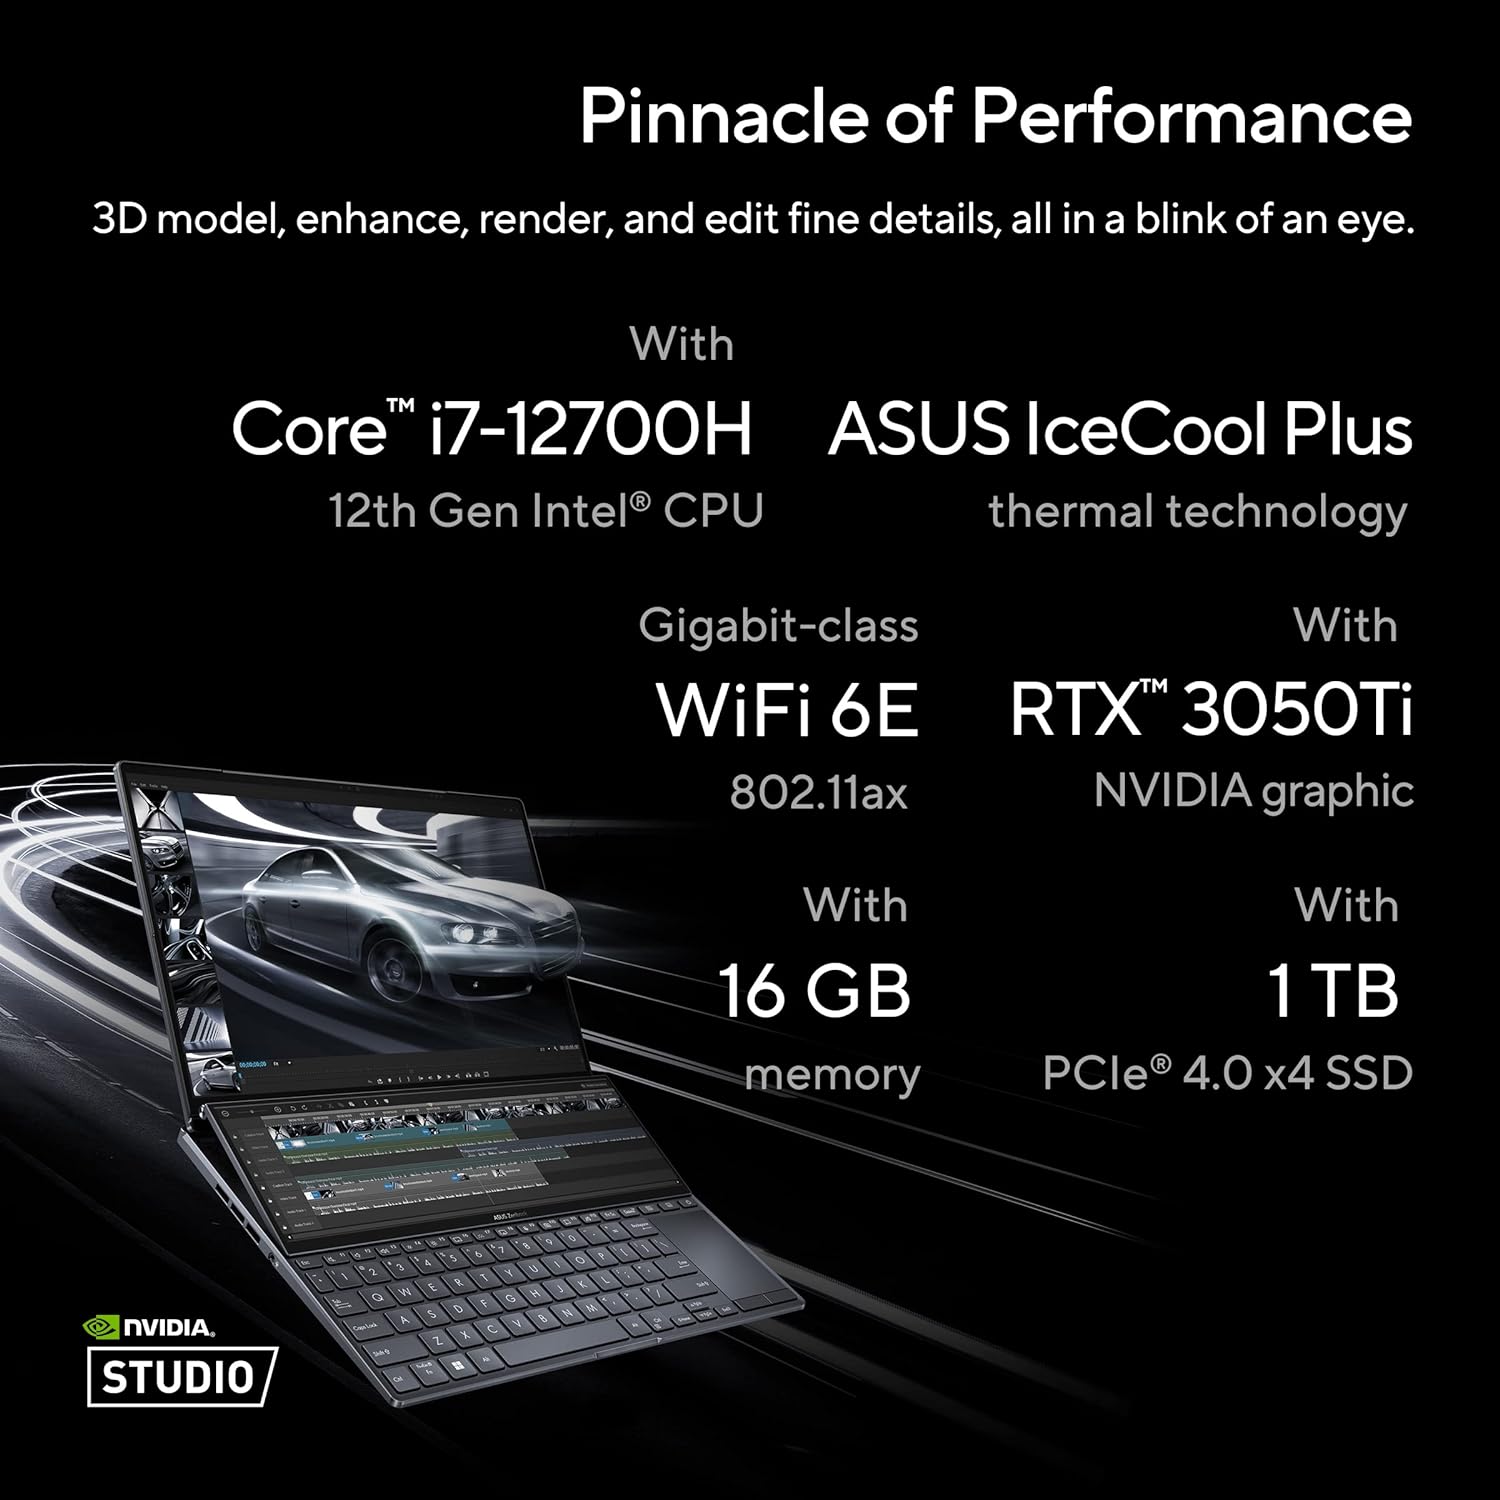 Pinnacle of Performance
3D model, enhance, render, and edit fine details, all in a blink of an eye.
With
Core™ i7-12700H
12th Gen Intel® CPU
ASUS IceCool Plus
thermal technology
Gigabit-class
WiFi 6E
802.11ax
With
RTX™ 3050Ti
NVIDIA graphic
With
16 GB
memory
With
1 TB
PCIe® 4.0 x4 SSD
ASUS Zenbook
NVIDIA.
STUDIO